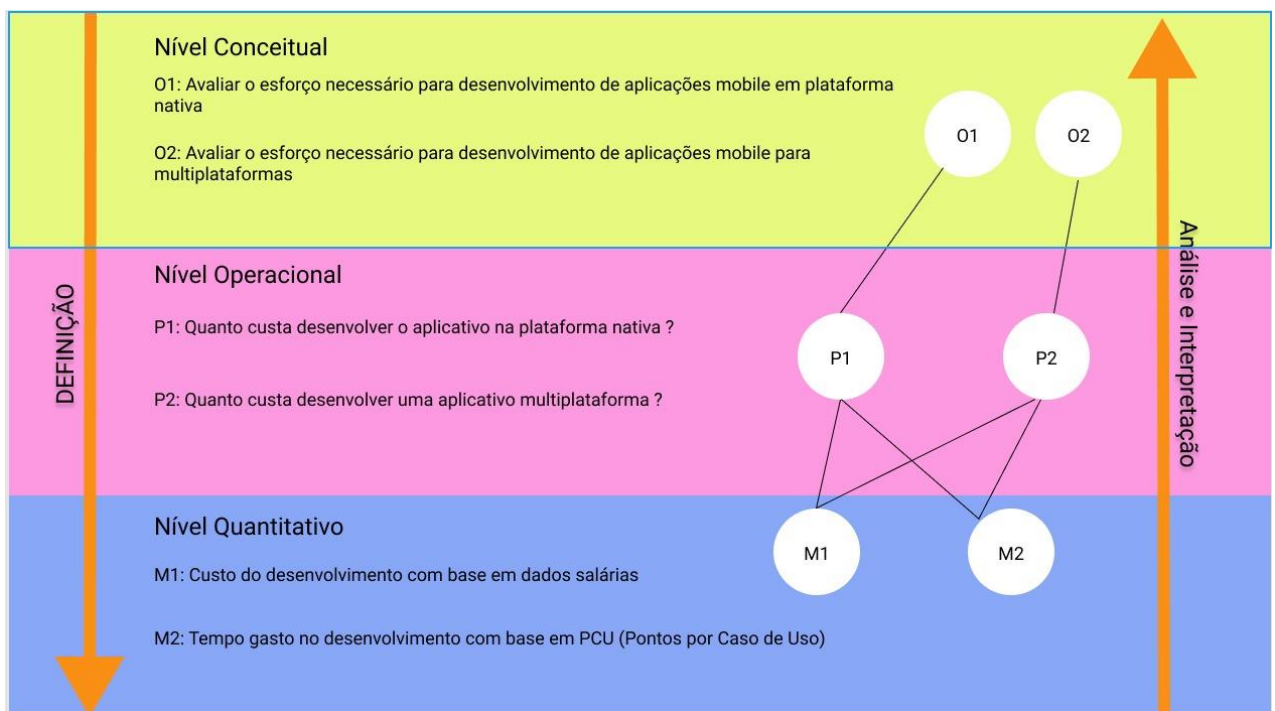 Nível Conceitual
O1: Avaliar o esforço necessário para desenvolvimento de aplicações mobile em plataforma
nativa
O2: Avaliar o esforço necessário para desenvolvimento de aplicações mobile para
multiplataformas
O1
O2
Nível Operacional
P1: Quanto custa desenvolver o aplicativo na plataforma nativa ?
P2: Quanto custa desenvolver uma aplicativo multiplataforma ?
P1
P2
Nível Quantitativo
M1: Custo do desenvolvimento com base em dados salárias
M2: Tempo gasto no desenvolvimento com base em PCU (Pontos por Caso de Uso)
M1
M2
DEFINIÇÃO
Análise e Interpretação